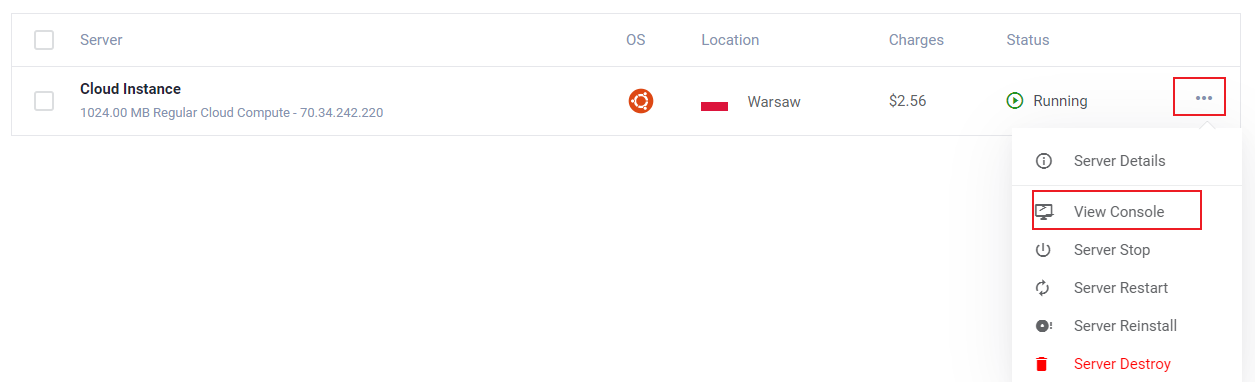 Server OS Location Charges Status
Cloud Instance
1024.00 MB Regular Cloud Compute - 70.34.242.220
Warsaw $2.56 Running
Server Details
View Console
Server Stop
Server Restart
Server Reinstall
Server Destroy